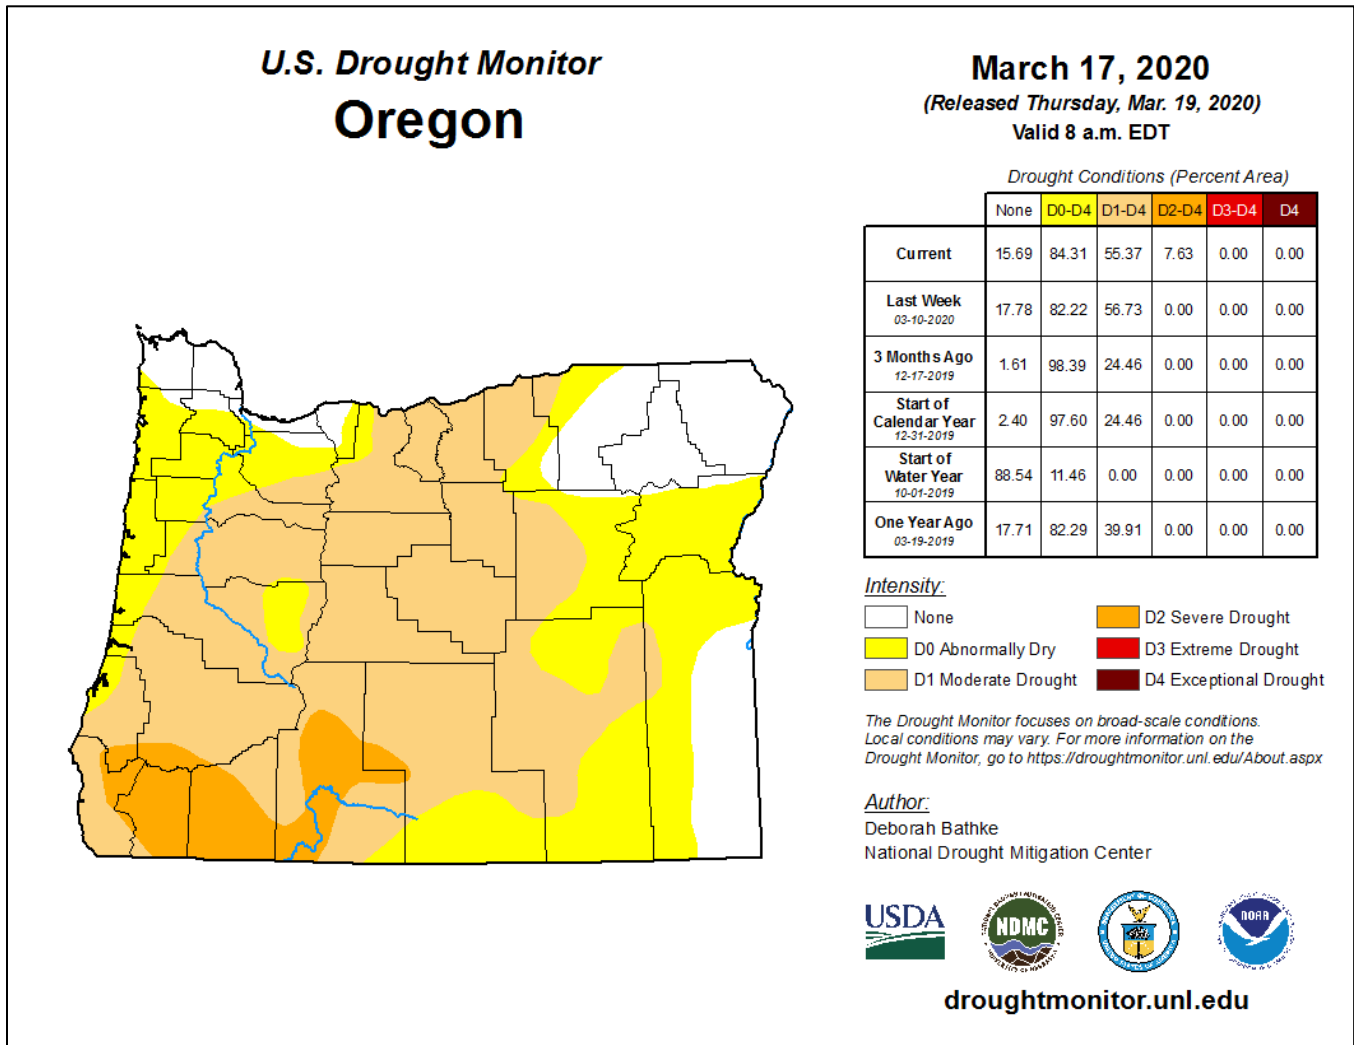 U.S. Drought Monitor
Oregon
March 17, 2020
(Released Thursday, Mar. 19, 2020)
Valid 8 a.m. EDT
Drought Conditions (Percent Area)
None D0-D4 D1-D4 D2-D4 D3-D4 D4
Current 15.69 84.31 55.37 7.63 0.00 0.00
Last Week
03-10-2020 17.78 82.22 56.73 0.00 0.00 0.00
3 Months Ago
12-17-2019 1.61 98.39 24.46 0.00 0.00 0.00
Start of
Calendar Year
12-31-2019 2.40 97.60 24.46 0.00 0.00 0.00
Start of
Water Year
10-01-2019 88.54 11.46 0.00 0.00 0.00 0.00
One Year Ago
03-19-2019 17.71 82.29 39.91 0.00 0.00 0.00
Intensity:
None
D0 Abnormally Dry
D1 Moderate Drought
D2 Severe Drought
D3 Extreme Drought
D4 Exceptional Drought
The Drought Monitor focuses on broad-scale conditions.
Local conditions may vary. For more information on the
Drought Monitor, go to https://droughtmonitor.unl.edu/About.aspx
Author:
Deborah Bathke
National Drought Mitigation Center
USDA
NDMC
NOAA
droughtmonitor.unl.edu